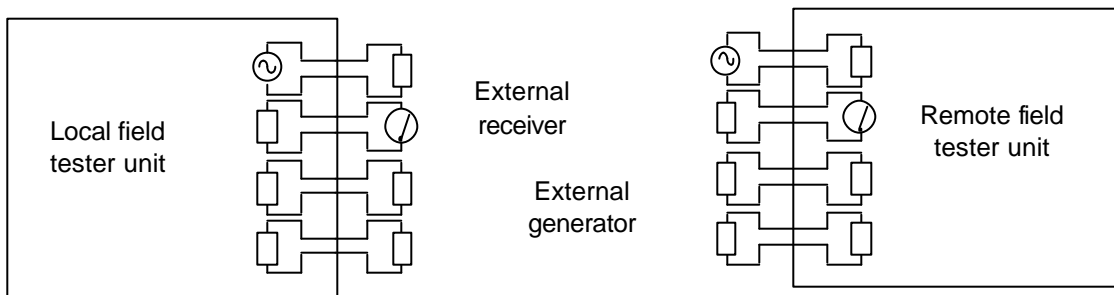 Local field
tester unit
External
receiver
External
generator
Remote field
tester unit